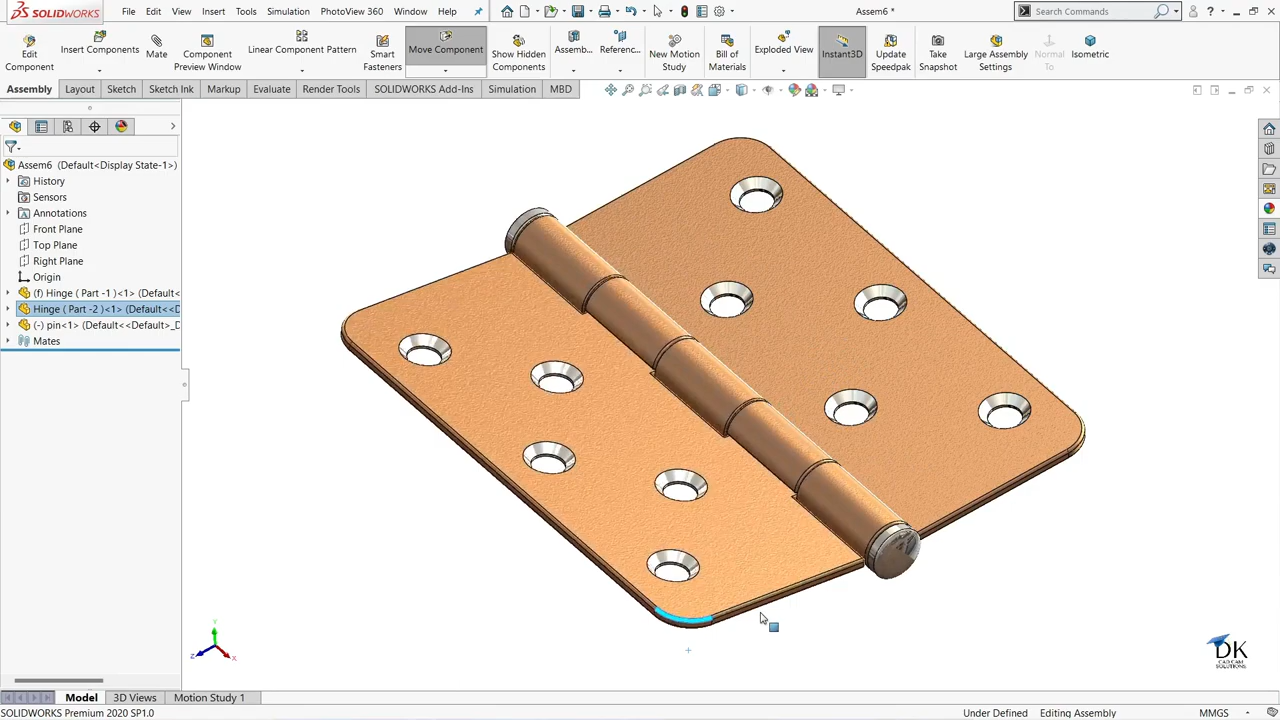 SOLIDWORKS
File Edit View Insert Tools Simulation PhotoView 360 Window Help
Assem6 *
Search Commands
Edit Component
Insert Components
Mate
Component Preview Window
Linear Component Pattern
Smart Fasteners
Move Component
Show Hidden Components
Assemb...
Referenc...
New Motion Study
Bill of Materials
Exploded View
Instant3D
Update Speedpak
Take Snapshot
Large Assembly Settings
Normal To
Isometric
Assembly Layout Sketch Sketch Ink Markup Evaluate Render Tools SOLIDWORKS Add-Ins Simulation MBD
Assem6 (Default<Display State-1>)
History
Sensors
Annotations
Front Plane
Top Plane
Right Plane
Origin
(f) Hinge ( Part -1 )<1> (Default<
Hinge ( Part -2 )<1> (Default<<D
(-) pin<1> (Default<<Default>_D
Mates
Y
Z
X
DK
CAD CAM
SOLUTIONS
Model 3D Views Motion Study 1
SOLIDWORKS Premium 2020 SP1.0
Under Defined Editing Assembly MMGS